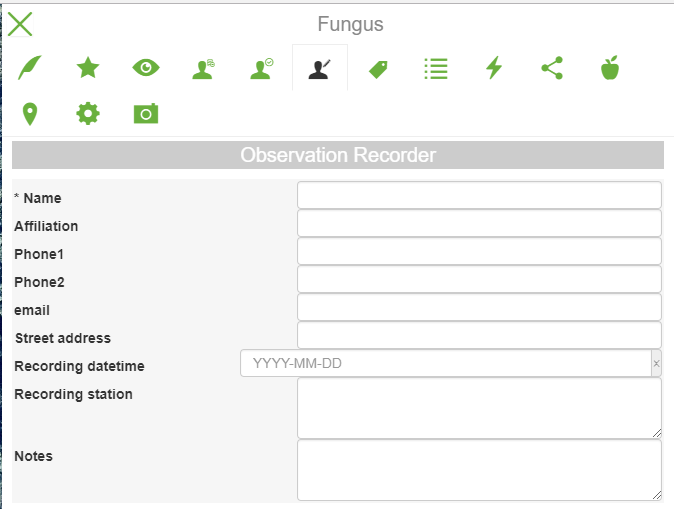 Fungus
Observation Recorder
* Name
Affiliation
Phone1
Phone2
email
Street address
Recording datetime YYYY-MM-DD x
Recording station
Notes